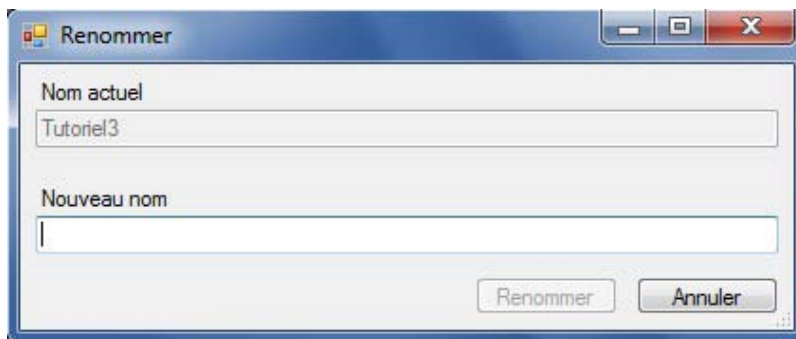 Renommer
Nom actuel
Tutoriel3
Nouveau nom
Renommer Annuler